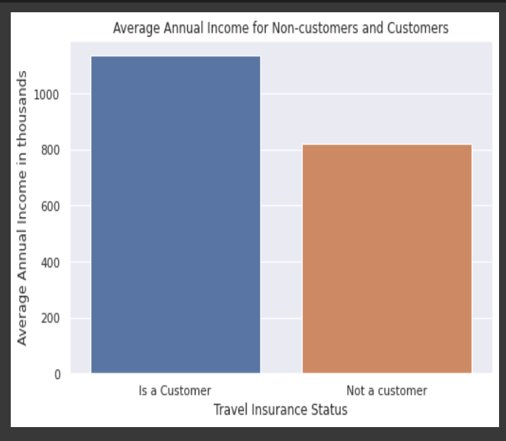 Average Annual Income for Non-customers and Customers
Average Annual Income in thousands
1000
800
600
400
200
0
Is a Customer
Not a customer
Travel Insurance Status